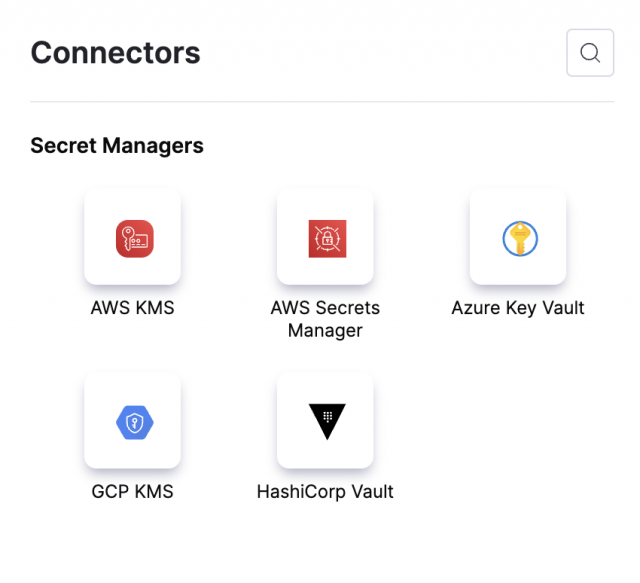 Connectors
Secret Managers
AWS KMS
AWS Secrets
Manager
Azure Key Vault
GCP KMS
HashiCorp Vault